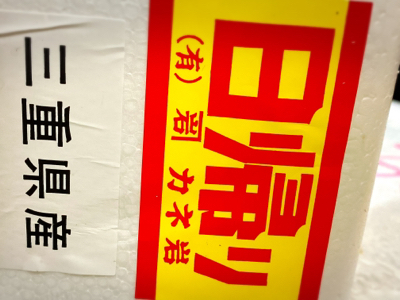 日帰り
(有) カネ岩
三重県産